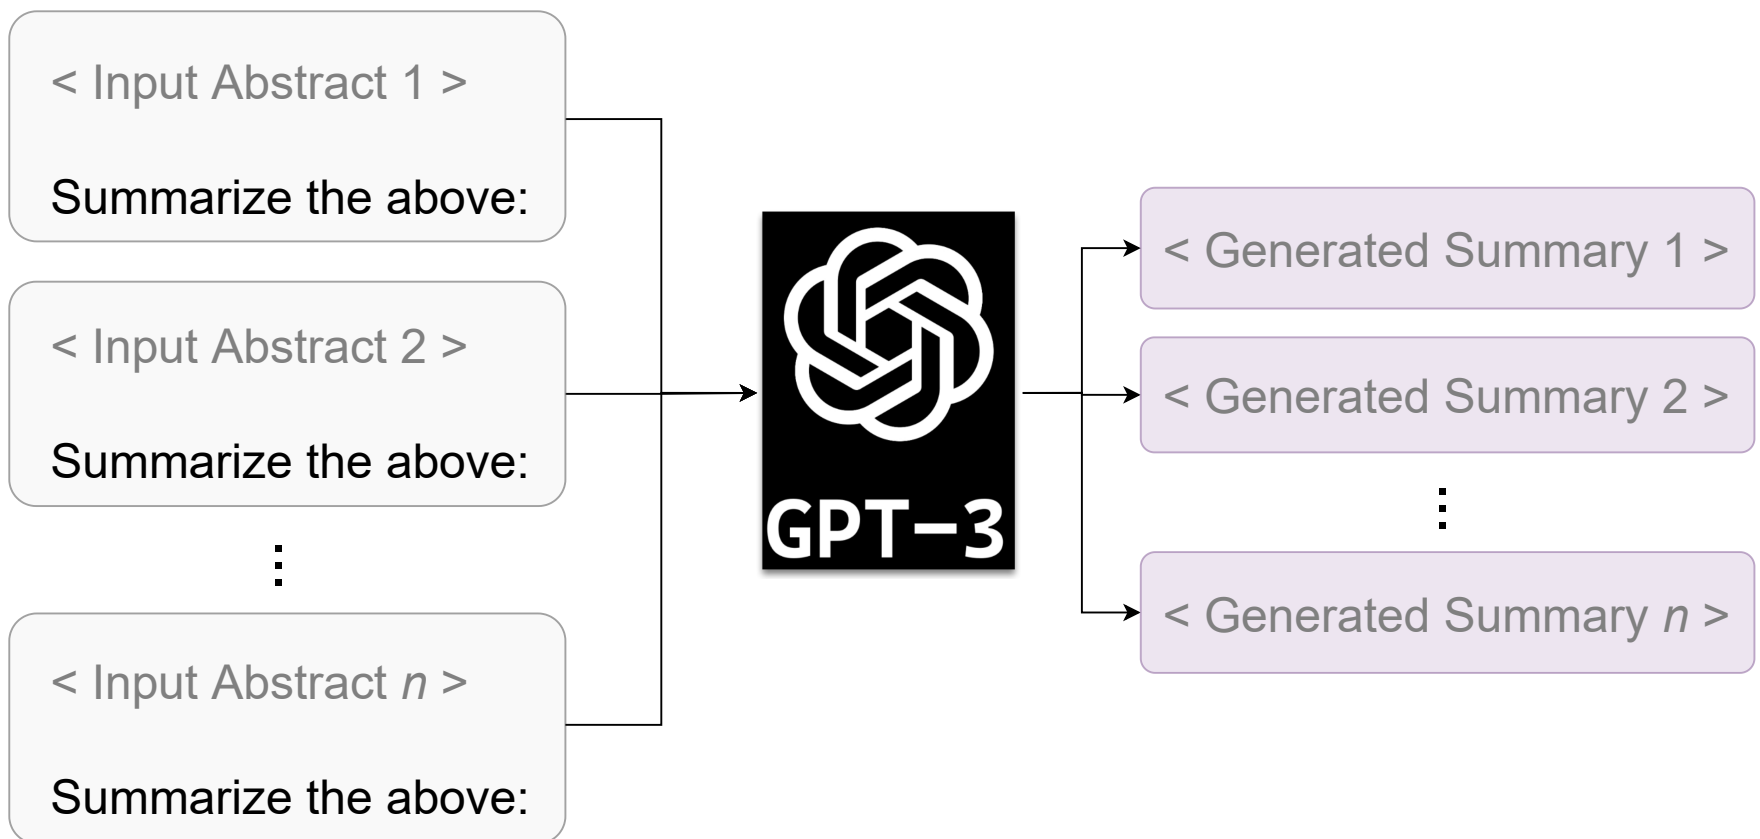 < Input Abstract 1 >
Summarize the above:
< Input Abstract 2 >
Summarize the above:
< Input Abstract n >
Summarize the above:
GPT-3
< Generated Summary 1 >
< Generated Summary 2 >
< Generated Summary n >